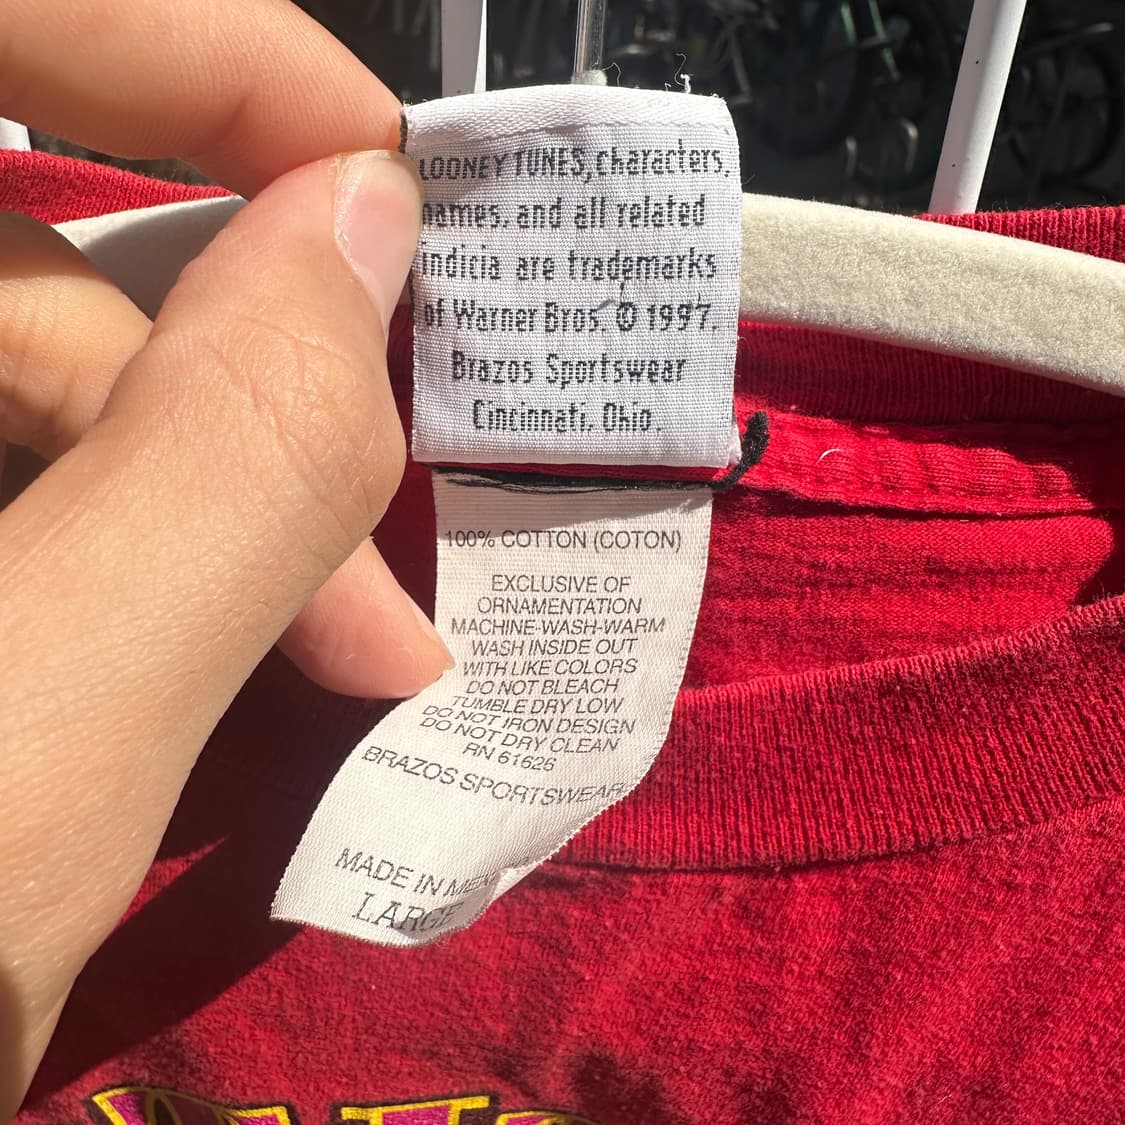 LOONEY TUNES, characters,
names, and all related
indicia are trademarks
of Warner Bros. © 1997.
Brazos Sportswear
Cincinnati, Ohio.
100% COTTON (COTON)
EXCLUSIVE OF
ORNAMENTATION
MACHINE-WASH-WARM
WASH INSIDE OUT
WITH LIKE COLORS
DO NOT BLEACH
TUMBLE DRY LOW
DO NOT IRON DESIGN
DO NOT DRY CLEAN
RN 61626
BRAZOS SPORTSWEAR
MADE IN
LARGE